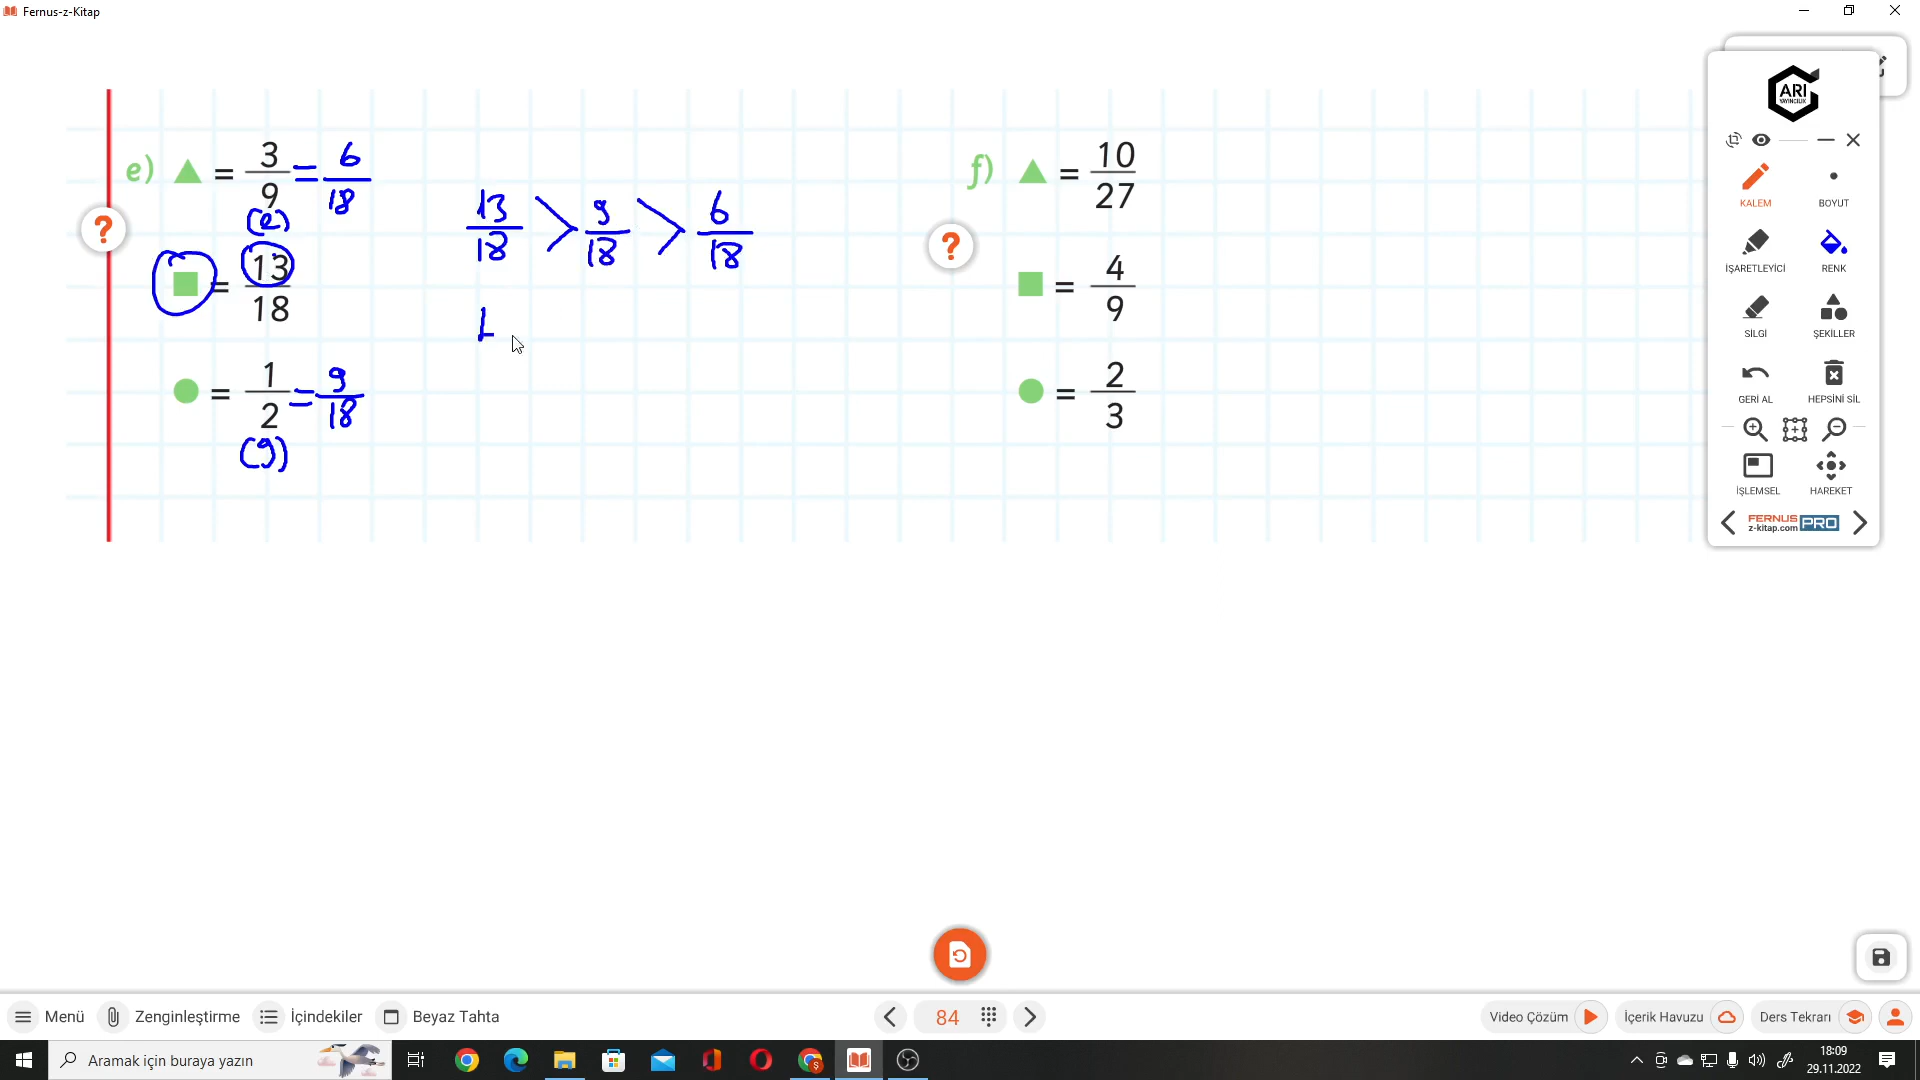 Fernus-z-Kitap
e) ▲ = 3/9 = 6/18
(2)
■ = 13/18
● = 1/2 = 9/18
(9)
13/18 > 9/18 > 6/18
f) ▲ = 10/27
■ = 4/9
● = 2/3
?
?
ARI
YAYINCILIK
KALEM
BOYUT
İŞARETLEYİCİ
RENK
SİLGİ
ŞEKİLLER
GERİ AL
HEPSİNİ SİL
İŞLEMSEL
HAREKET
FERNUS PRO
z-kitap.com
Menü
Zenginleştirme
İçindekiler
Beyaz Tahta
84
Video Çözüm
İçerik Havuzu
Ders Tekrarı
Aramak için buraya yazın
18:09
29.11.2022